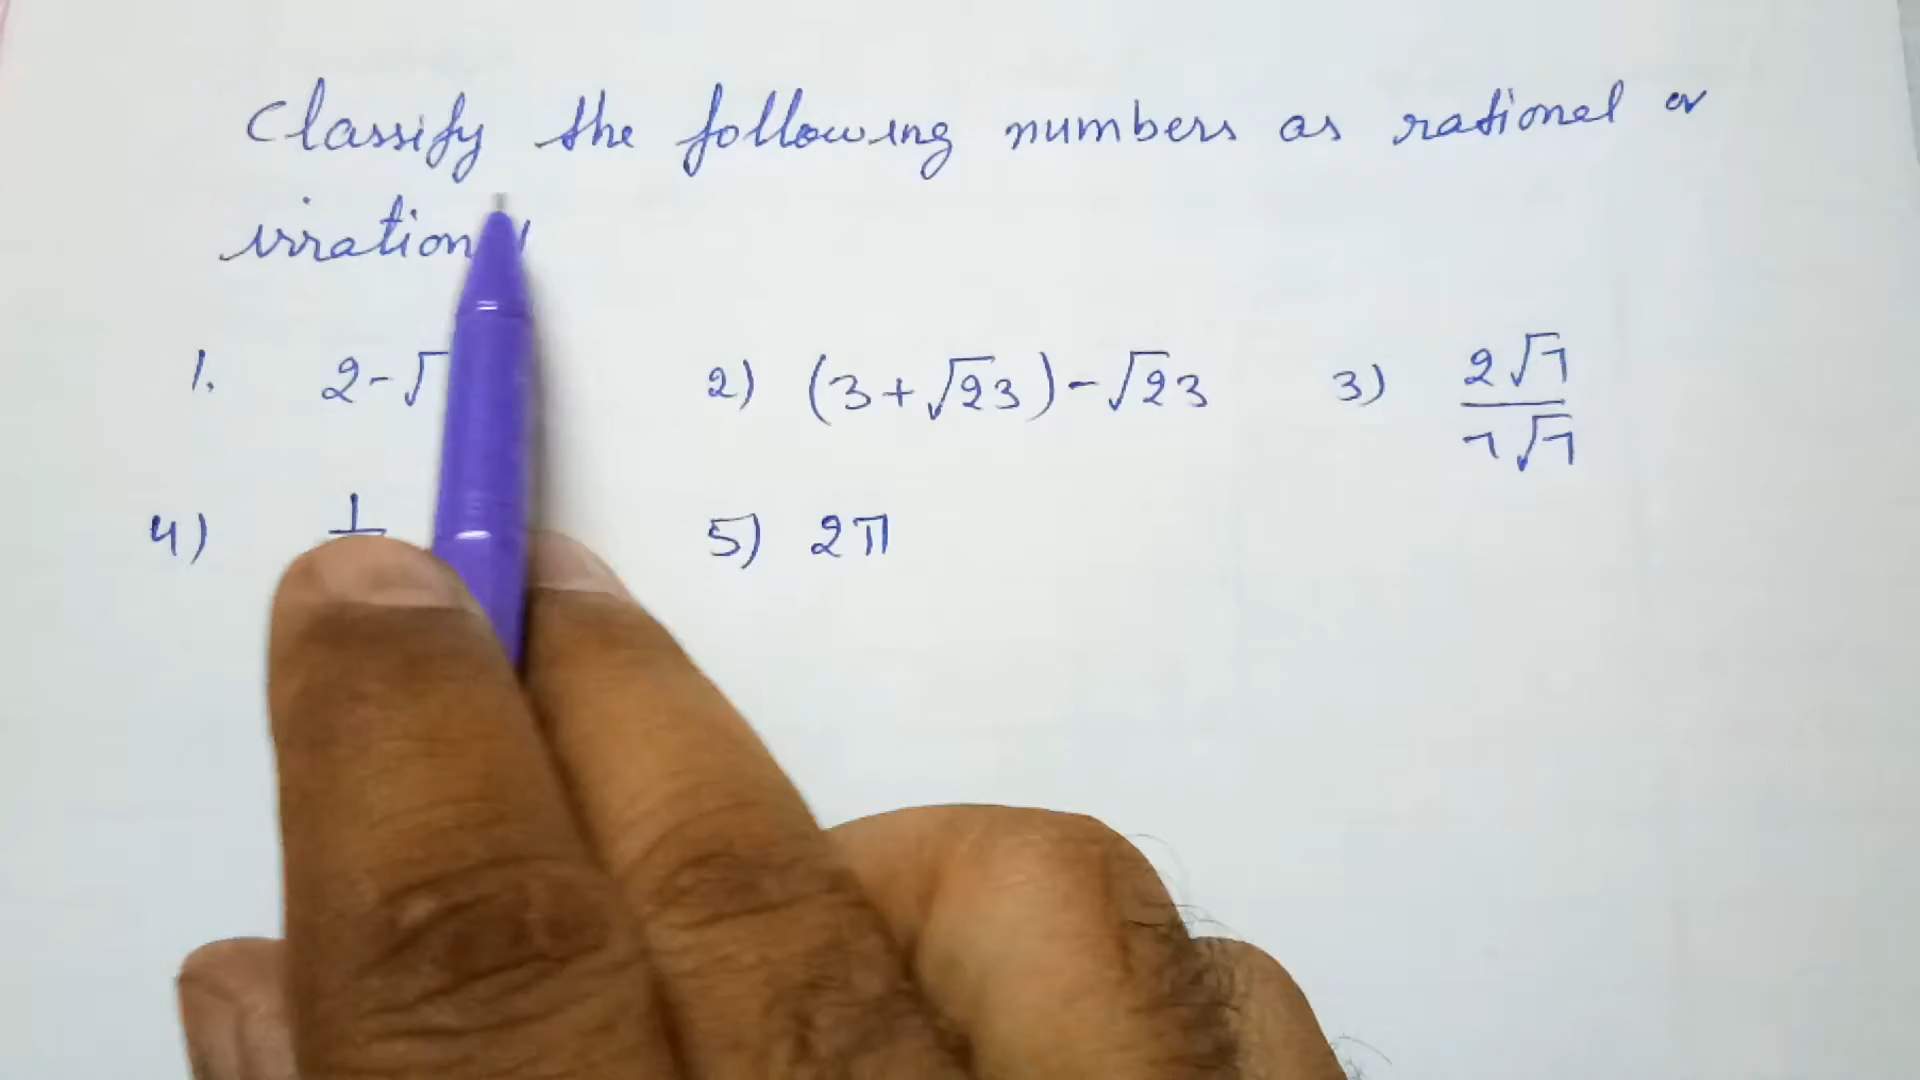 Classify the following numbers as rational or
1. 2-√ 2) (3+√23)-√23 3) 2√7
7√7
4) 1 5) 2π